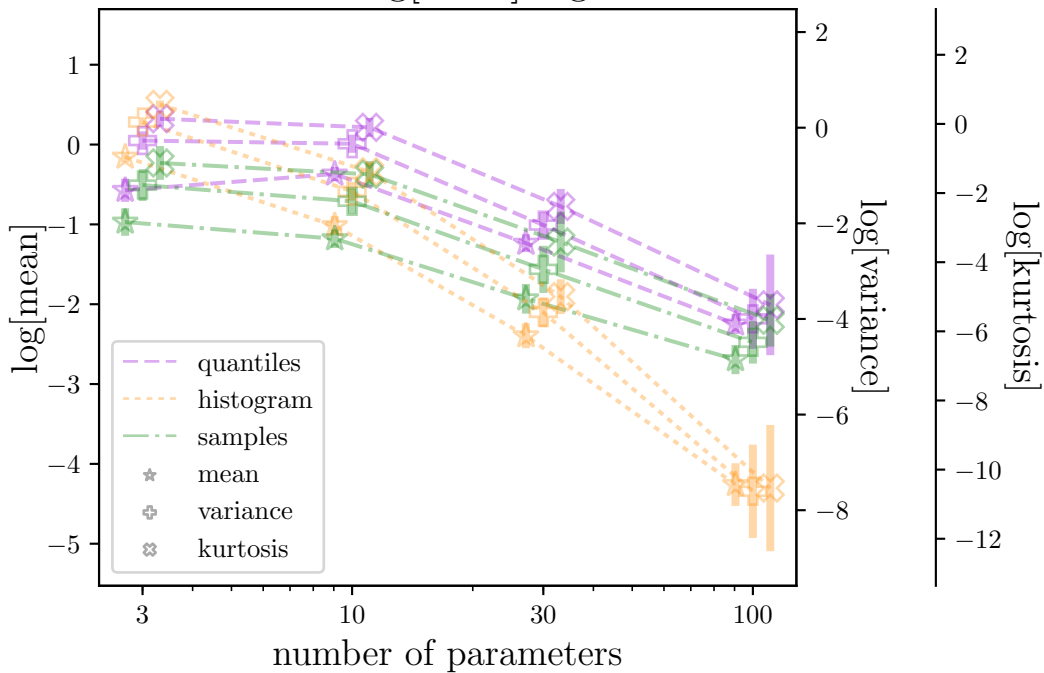 1
0
−1
−2
−3
−4
−5
log[mean]
quantiles
histogram
samples
mean
variance
kurtosis
3
10
30
100
number of parameters
2
0
−2
−4
−6
−8
log[variance]
2
0
−2
−4
−6
−8
−10
−12
log[kurtosis]